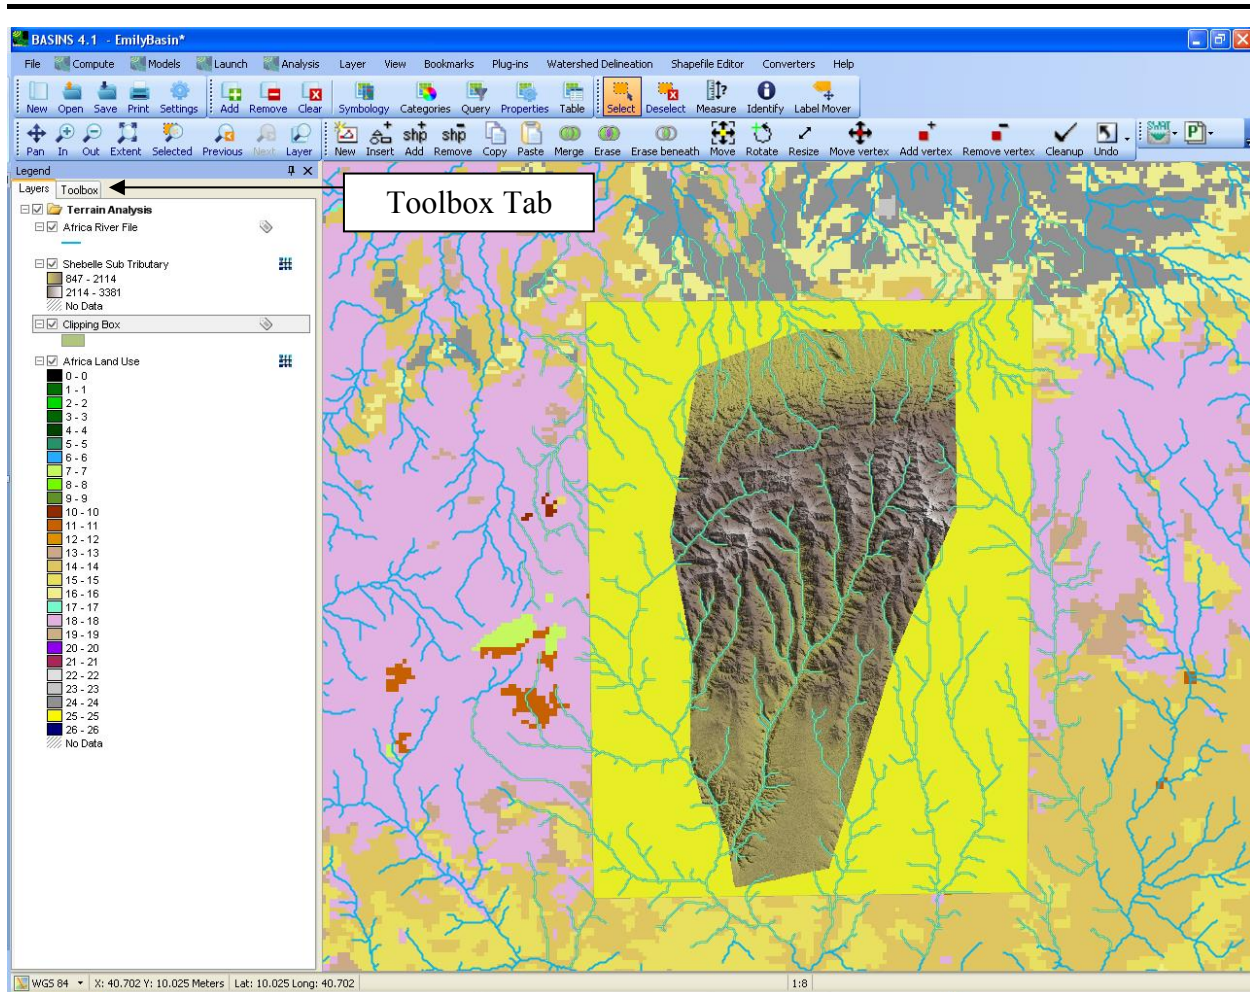 BASINS 4.1 - EmilyBasin*
File Compute Models Launch Analysis Layer View Bookmarks Plug-ins Watershed Delineation Shapefile Editor Converters Help
New Open Save Print Settings Add Remove Clear Symbology Categories Query Properties Table Select Deselect Measure Identify Label Mover
Pan In Out Extent Selected Previous Next Layer New Insert Add Remove Copy Paste Merge Erase Erase beneath Move Rotate Resize Move vertex Add vertex Remove vertex Cleanup Undo
Legend
Layers Toolbox
Toolbox Tab
Terrain Analysis
Africa River File
Shebelle Sub Tributary
847 - 2114
2114 - 3381
No Data
Clipping Box
Africa Land Use
0 - 0
1 - 1
2 - 2
3 - 3
4 - 4
5 - 5
6 - 6
7 - 7
8 - 8
9 - 9
10 - 10
11 - 11
12 - 12
13 - 13
14 - 14
15 - 15
16 - 16
17 - 17
18 - 18
19 - 19
20 - 20
21 - 21
22 - 22
23 - 23
24 - 24
25 - 25
26 - 26
No Data
WGS 84 X: 40.702 Y: 10.025 Meters Lat: 10.025 Long: 40.702 1:8